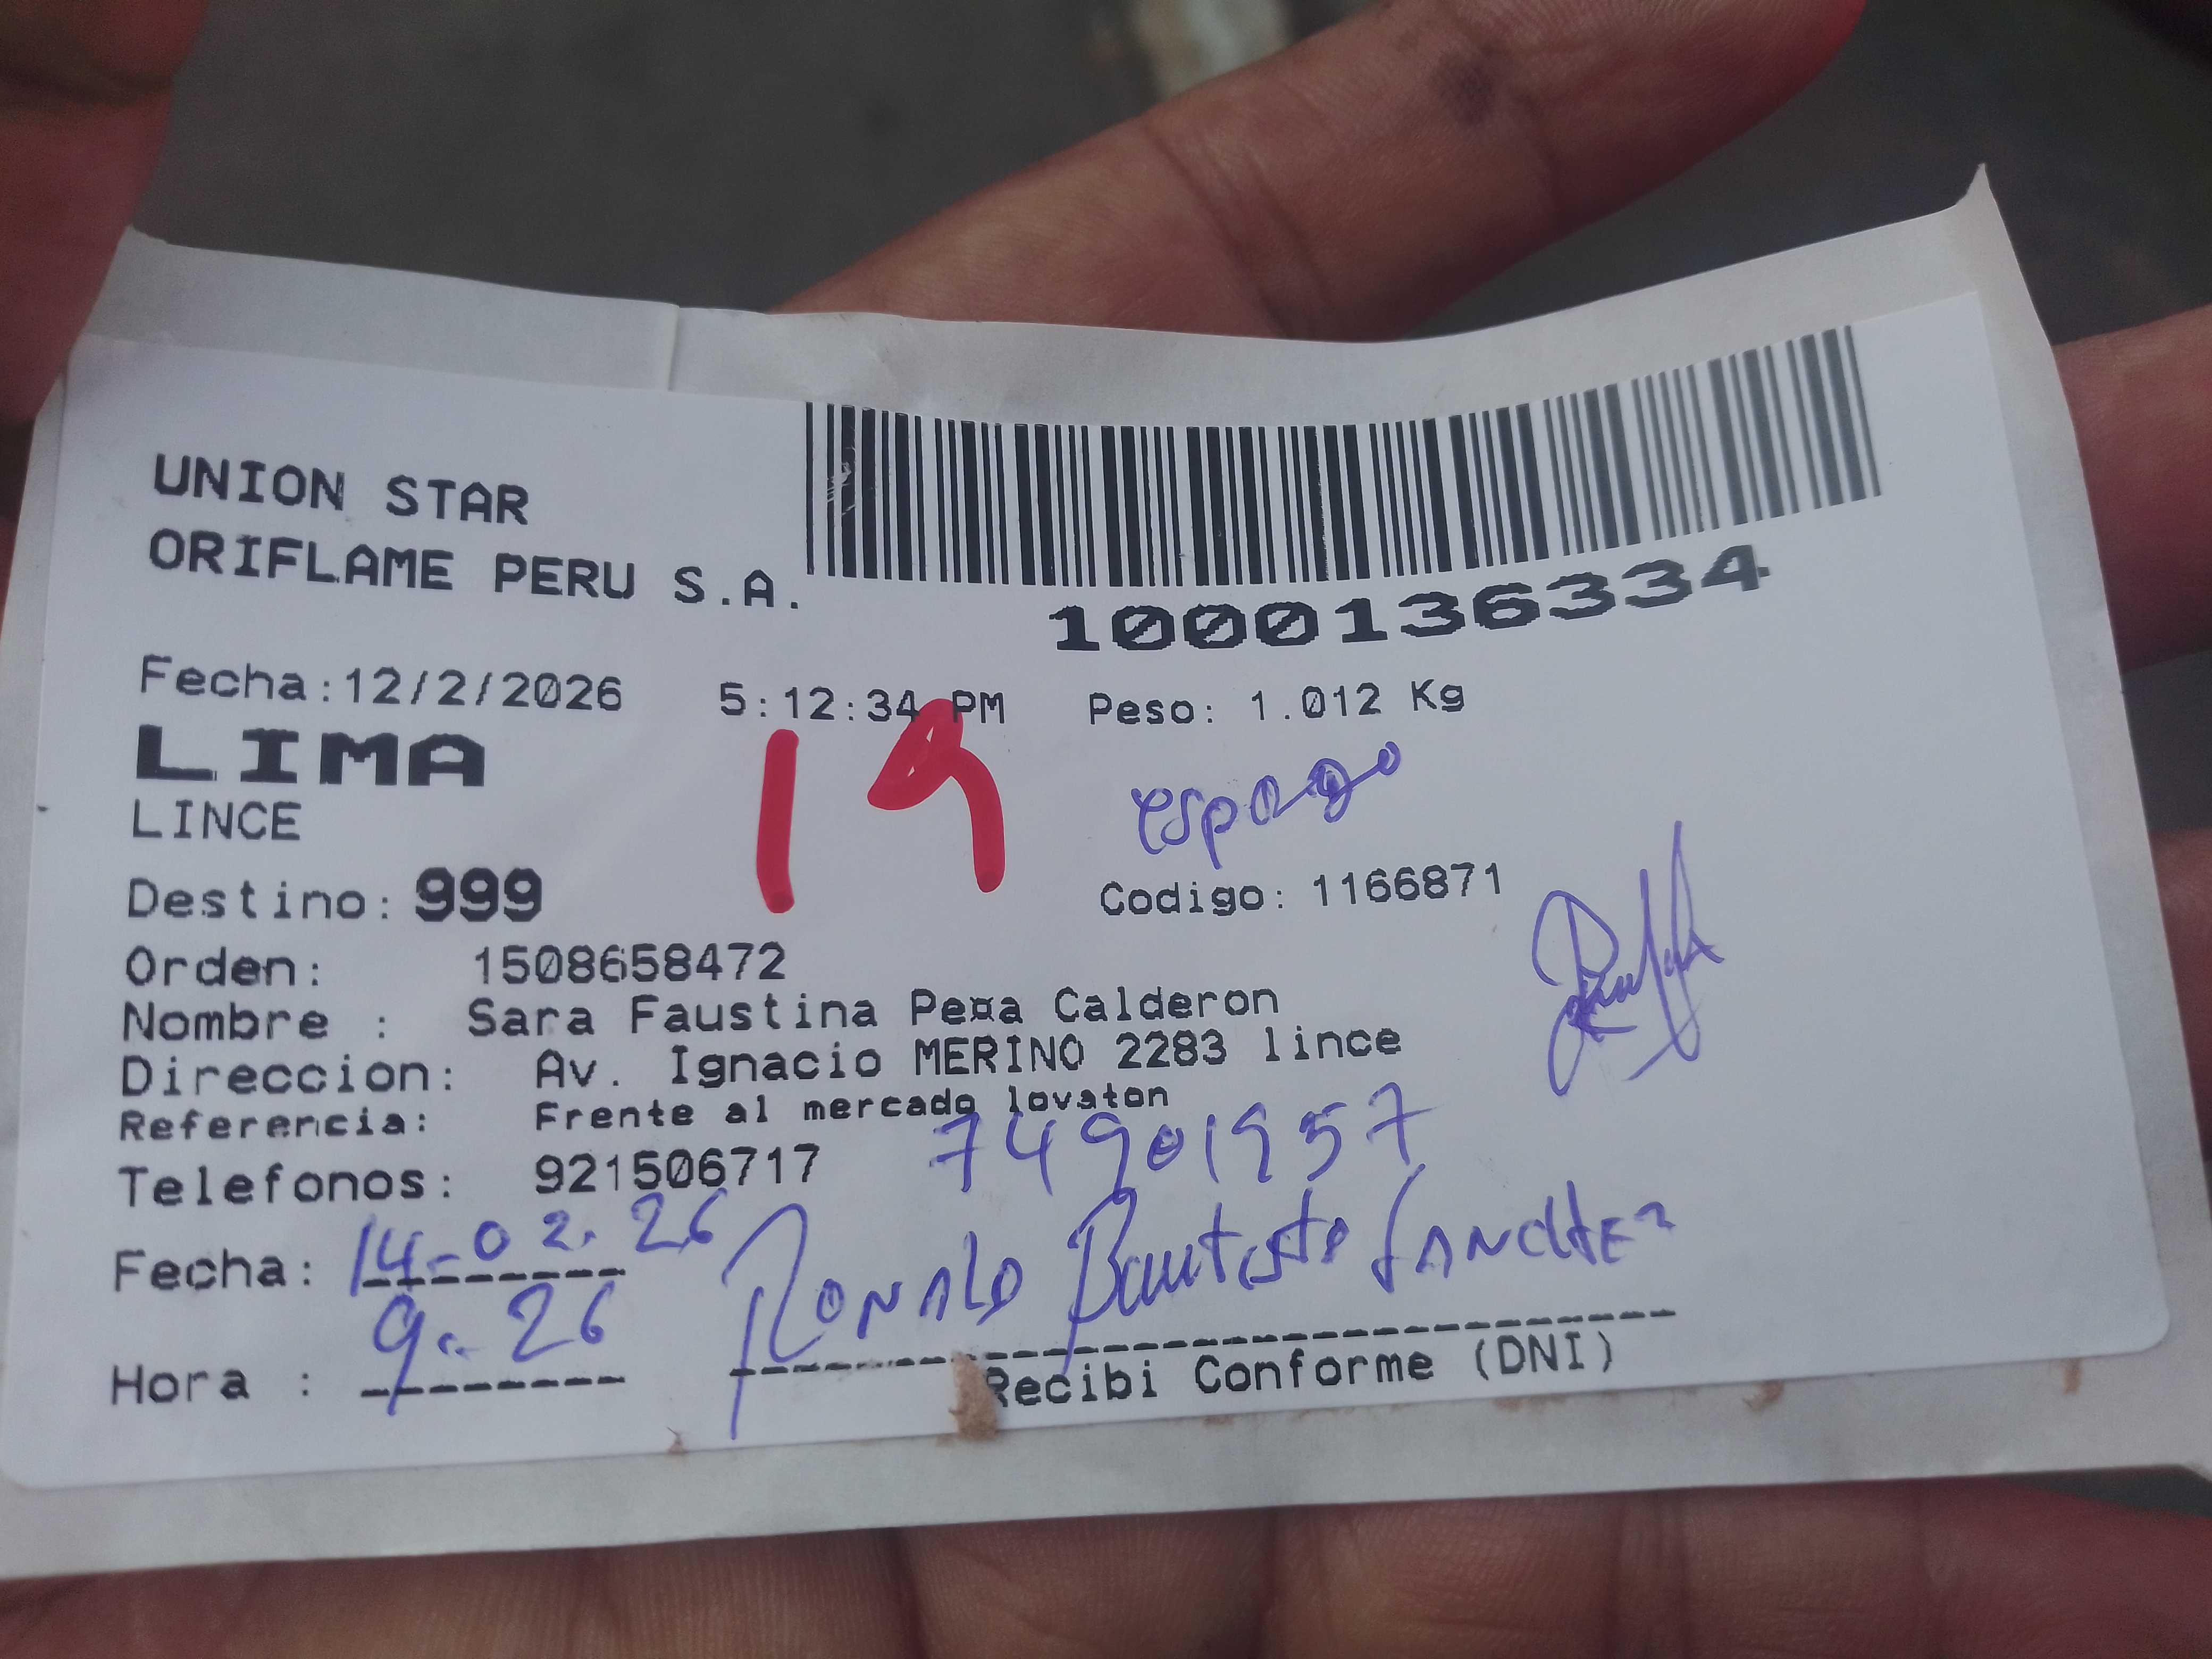 UNION STAR
ORIFLAME PERU S.A.
1000136334
Fecha:12/2/2026 5:12:34 PM Peso: 1.012 Kg
LIMA
19
LINCE
Destino: 999
Codigo: 1166871
Orden: 1508658472
Nombre : Sara Faustina Pe¤a Calderon
Direccion: Av. Ignacio MERINO 2283 lince
Referencia: Frente al mercado lovaton
Telefonos: 921506717 74901957
Fecha: 14-02.26
Ronald Bautista Sanchez
Hora : 9..26
Recibi Conforme (DNI)